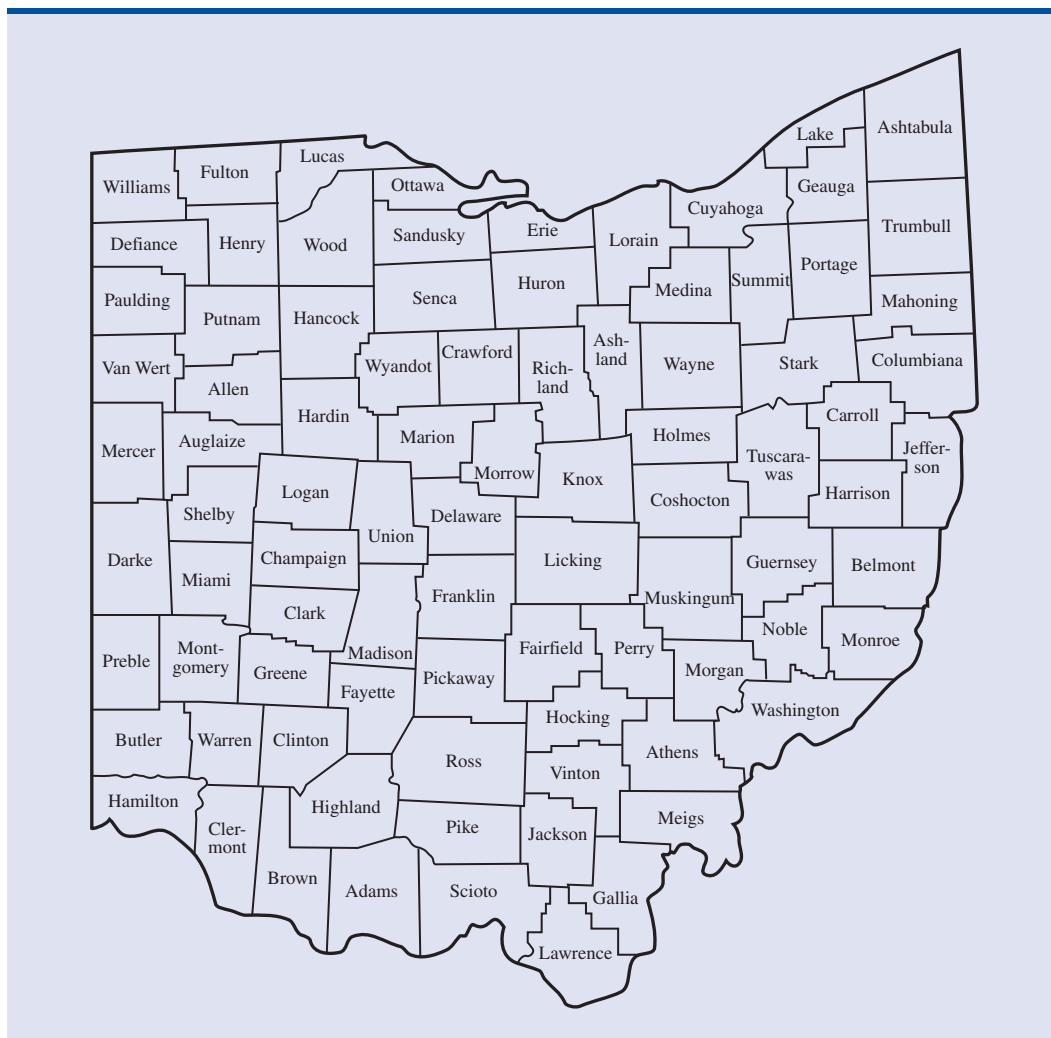 Lake
Ashtabula
Lucas
Fulton
Williams
Ottawa
Geauga
Cuyahoga
Trumbull
Erie
Sandusky
Lorain
Defiance
Henry
Wood
Portage
Summit
Huron
Medina
Senca
Paulding
Mahoning
Putnam
Hancock
Ash-
land
Crawford
Wyandot
Rich-
land
Wayne
Stark
Columbiana
Van Wert
Allen
Hardin
Carroll
Marion
Holmes
Auglaize
Mercer
Jeffer-
son
Tuscara-
was
Morrow
Knox
Logan
Harrison
Coshocton
Shelby
Delaware
Union
Darke
Champaign
Licking
Guernsey
Belmont
Miami
Franklin
Muskingum
Clark
Noble
Monroe
Mont-
gomery
Madison
Fairfield
Perry
Preble
Greene
Morgan
Pickaway
Fayette
Washington
Hocking
Butler
Warren
Clinton
Athens
Ross
Vinton
Hamilton
Highland
Meigs
Pike
Jackson
Cler-
mont
Brown
Adams
Scioto
Gallia
Lawrence